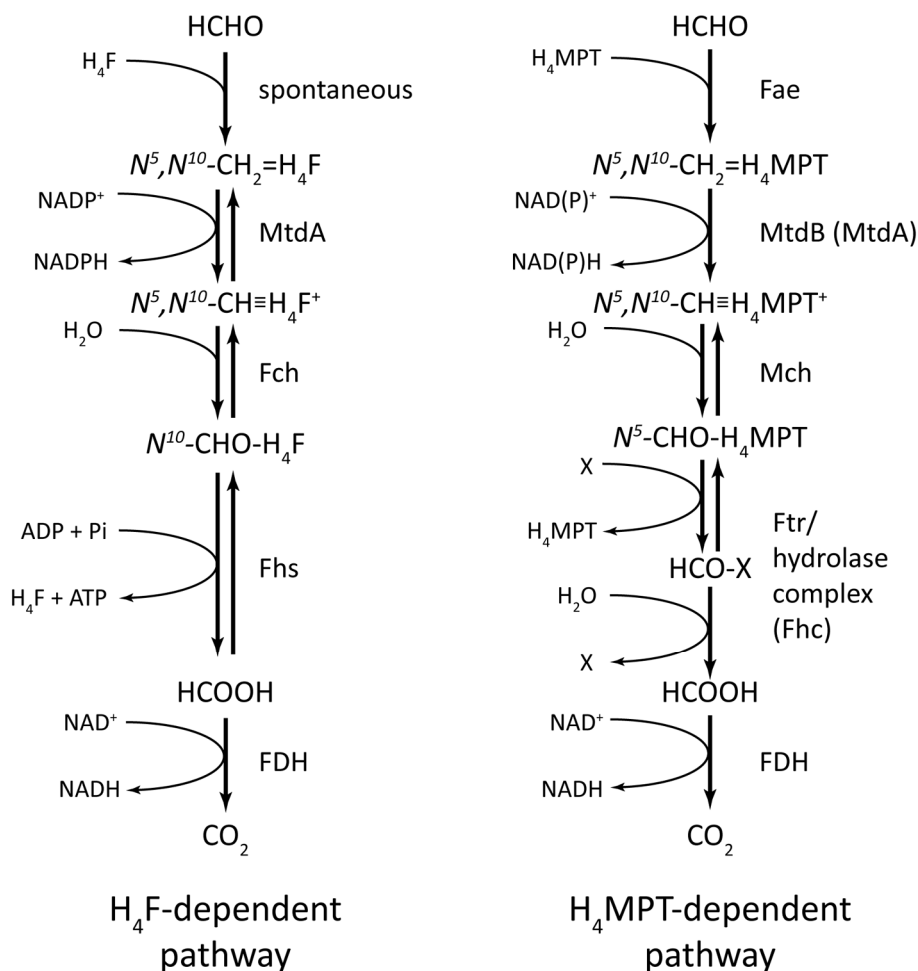 HCHO
H₄F
spontaneous
N⁵,N¹⁰-CH₂=H₄F
NADP⁺
MtdA
NADPH
N⁵,N¹⁰-CH≡H₄F⁺
H₂O
Fch
N¹⁰-CHO-H₄F
ADP + Pi
Fhs
H₄F + ATP
HCOOH
NAD⁺
FDH
NADH
CO₂
H₄F-dependent
pathway
HCHO
H₄MPT
Fae
N⁵,N¹⁰-CH₂=H₄MPT
NAD(P)⁺
MtdB (MtdA)
NAD(P)H
N⁵,N¹⁰-CH≡H₄MPT⁺
H₂O
Mch
N⁵-CHO-H₄MPT
X
H₄MPT
Ftr/
hydrolase
complex
(Fhc)
HCO-X
H₂O
X
HCOOH
NAD⁺
FDH
NADH
CO₂
H₄MPT-dependent
pathway